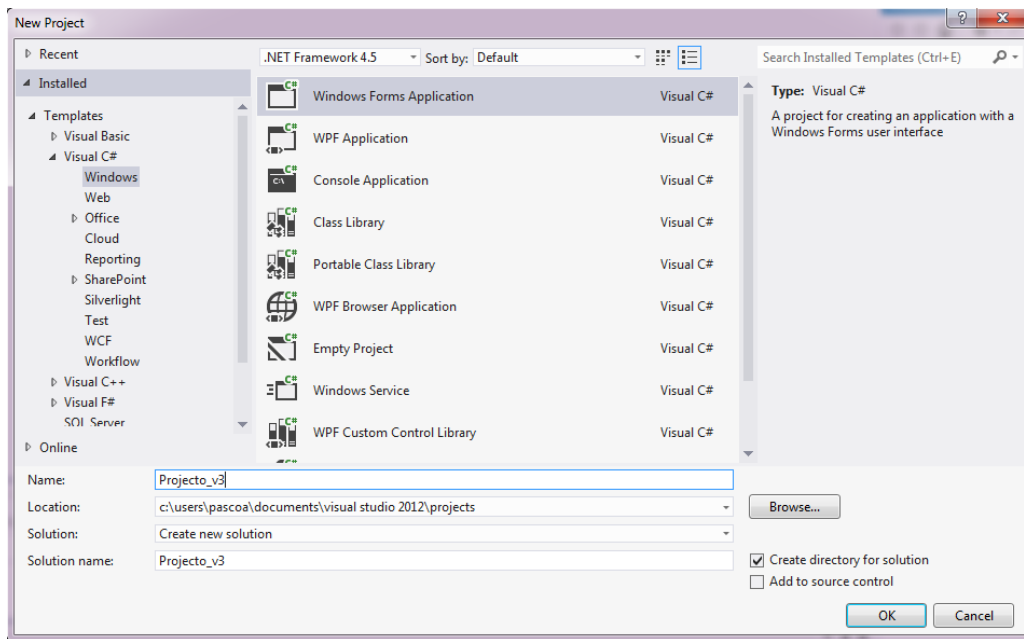 New Project
Recent
.NET Framework 4.5
Sort by: Default
Search Installed Templates (Ctrl+E)
Installed
Templates
Visual Basic
Visual C#
Windows
Web
Office
Cloud
Reporting
SharePoint
Silverlight
Test
WCF
Workflow
Visual C++
Visual F#
SQL Server
Online
Windows Forms Application Visual C#
WPF Application Visual C#
Console Application Visual C#
Class Library Visual C#
Portable Class Library Visual C#
WPF Browser Application Visual C#
Empty Project Visual C#
Windows Service Visual C#
WPF Custom Control Library Visual C#
Type: Visual C#
A project for creating an application with a
Windows Forms user interface
Name: Projecto_v3
Location: c:\users\pascoa\documents\visual studio 2012\projects
Browse...
Solution: Create new solution
Solution name: Projecto_v3
Create directory for solution
Add to source control
OK Cancel